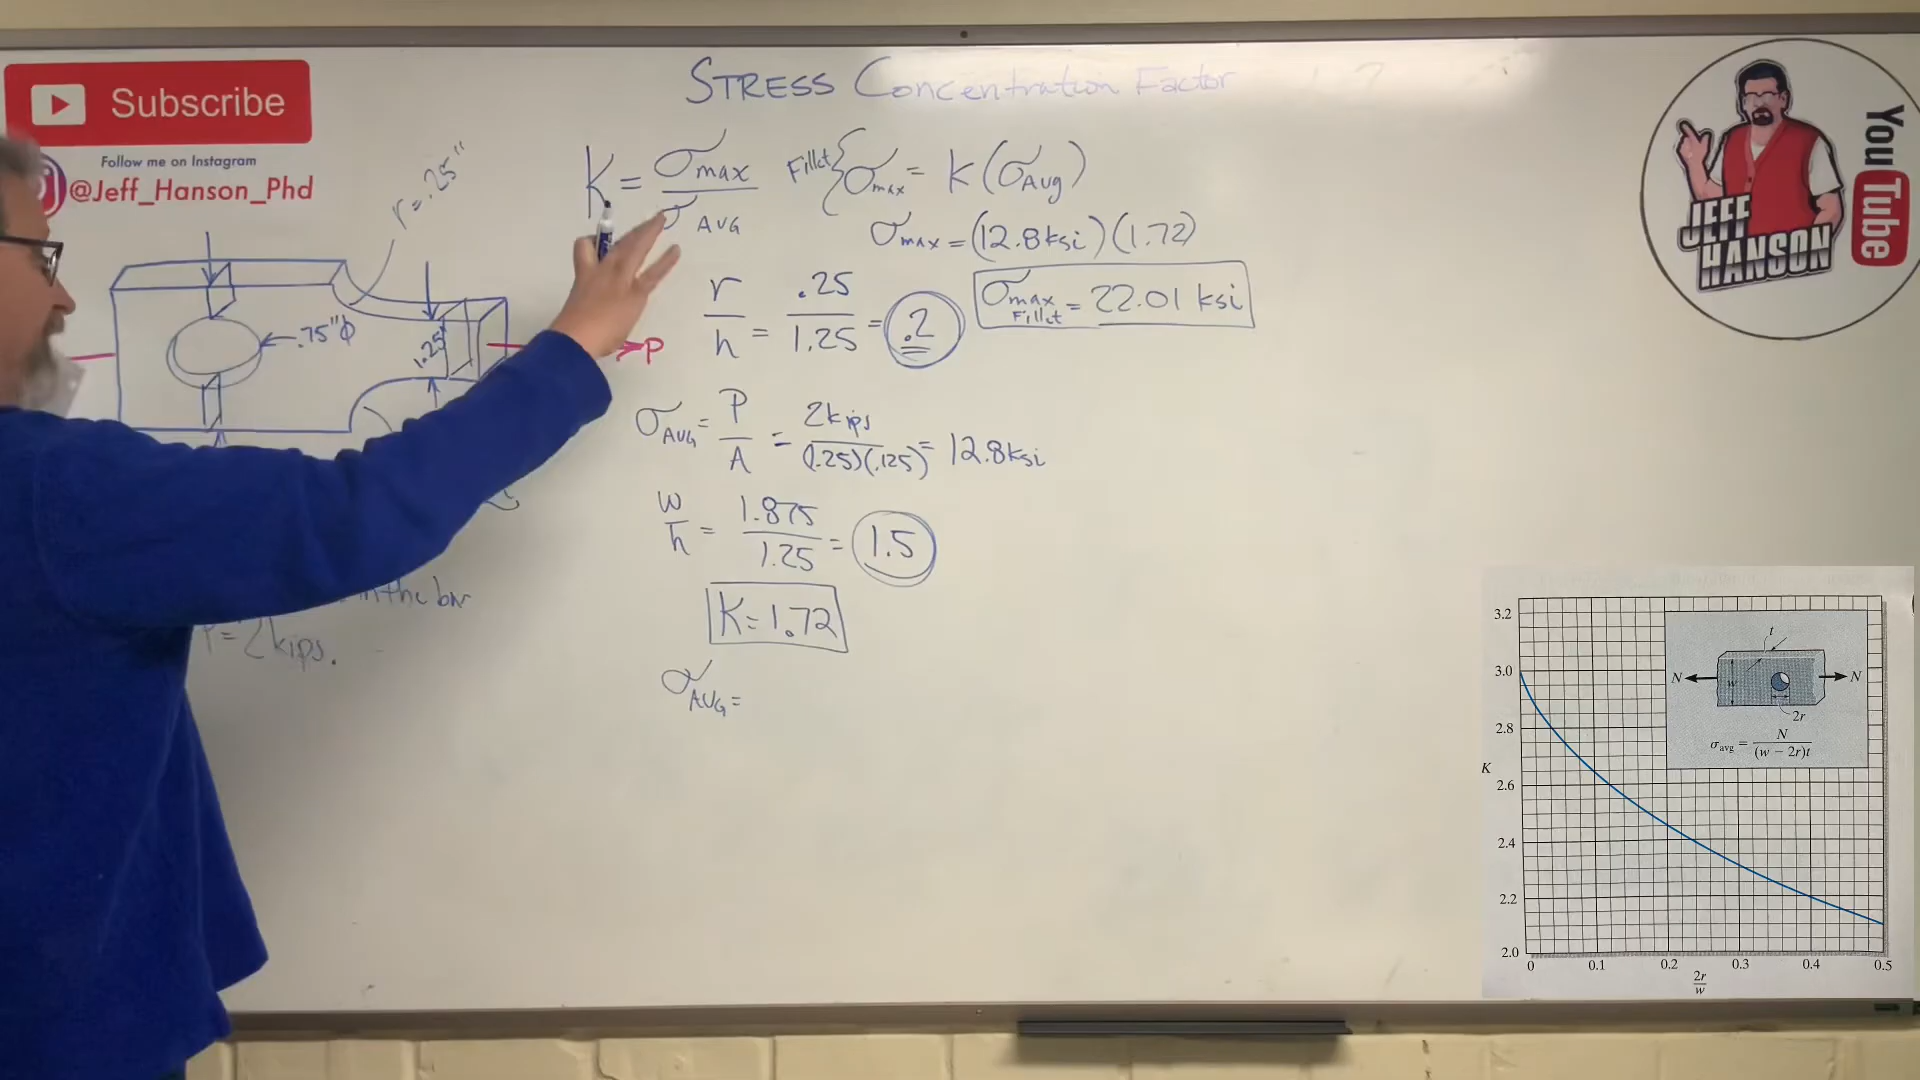 STRESS Concentration Factor
Subscribe
Follow me on Instagram
@Jeff_Hanson_Phd
r=.25"
.75"ϕ
1.25"
P
in the bar
P= 2kips.
K = σmax / σAVG
Fillet { σmax = K(σAvg)
σmax = (12.8ksi)(1.72)
σmax Fillet = 22.01 ksi
r/h = .25/1.25 = .2
σAVG = P/A = 2kips/(1.25)(.125) = 12.8ksi
w/h = 1.875/1.25 = 1.5
K=1.72
σAVG =
JEFF
HANSON
YouTube
3.2
3.0
2.8
2.6
2.4
2.2
2.0
K
0 0.1 0.2 0.3 0.4 0.5
2r/w
t
N
w
N
2r
σavg = N/(w − 2r)t